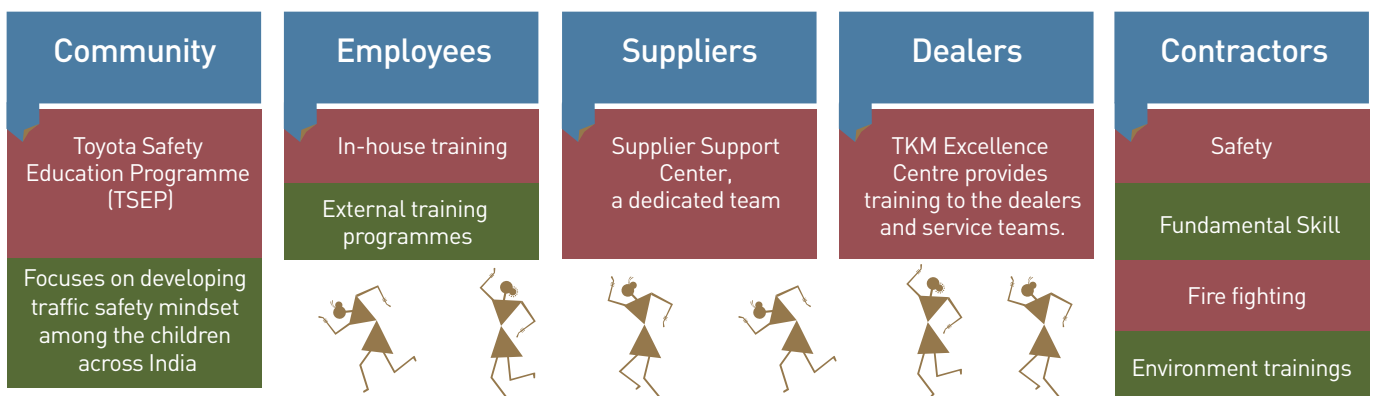 Community
Toyota Safety
Education Programme
(TSEP)
Focuses on developing
traffic safety mindset
among the children
across India
Employees
In-house training
External training
programmes
Suppliers
Supplier Support
Center,
a dedicated team
Dealers
TKM Excellence
Centre provides
training to the dealers
and service teams.
Contractors
Safety
Fundamental Skill
Fire fighting
Environment trainings